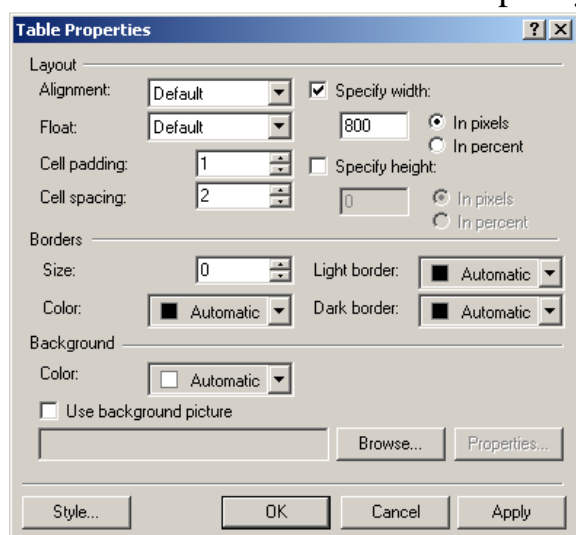 Table Properties
Layout
Alignment: Default Specify width:
Float: Default 800 In pixels
In percent
Cell padding: 1 Specify height:
Cell spacing: 2 0 In pixels
In percent
Borders
Size: 0 Light border: Automatic
Color: Automatic Dark border: Automatic
Background
Color: Automatic
Use background picture
Browse... Properties...
Style... OK Cancel Apply